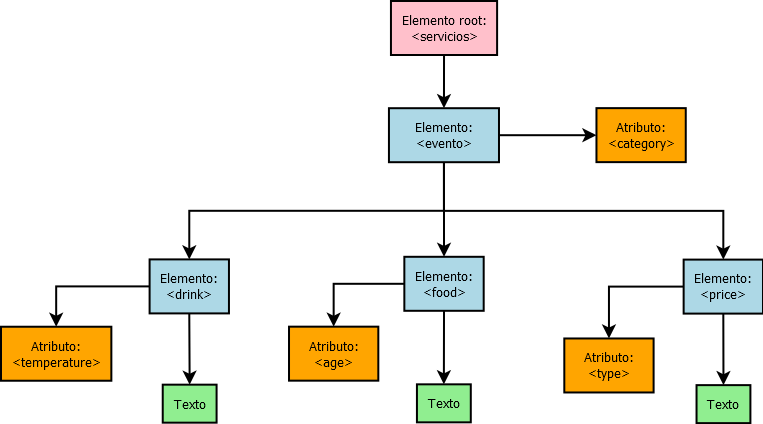 Elemento root:
<servicios>
Elemento:
<evento>
Atributo:
<category>
Elemento:
<drink>
Elemento:
<food>
Elemento:
<price>
Atributo:
<temperature>
Atributo:
<age>
Atributo:
<type>
Texto
Texto
Texto